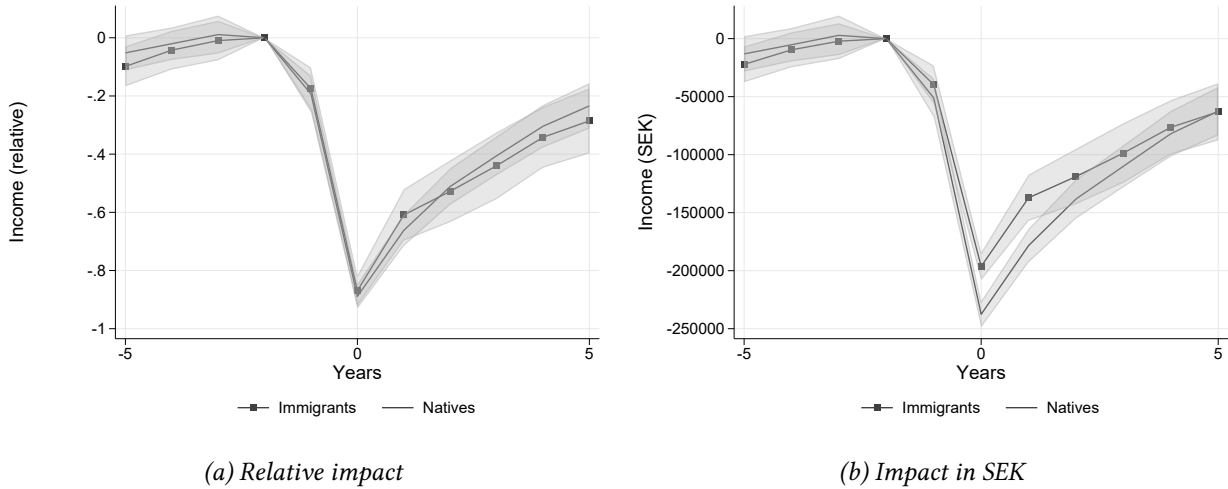 Income (relative)
0
-.2
-.4
-.6
-.8
-1
-5
0
5
Years
Immigrants
Natives
(a) Relative impact
Income (SEK)
0
-50000
-100000
-150000
-200000
-250000
-5
0
5
Years
Immigrants
Natives
(b) Impact in SEK